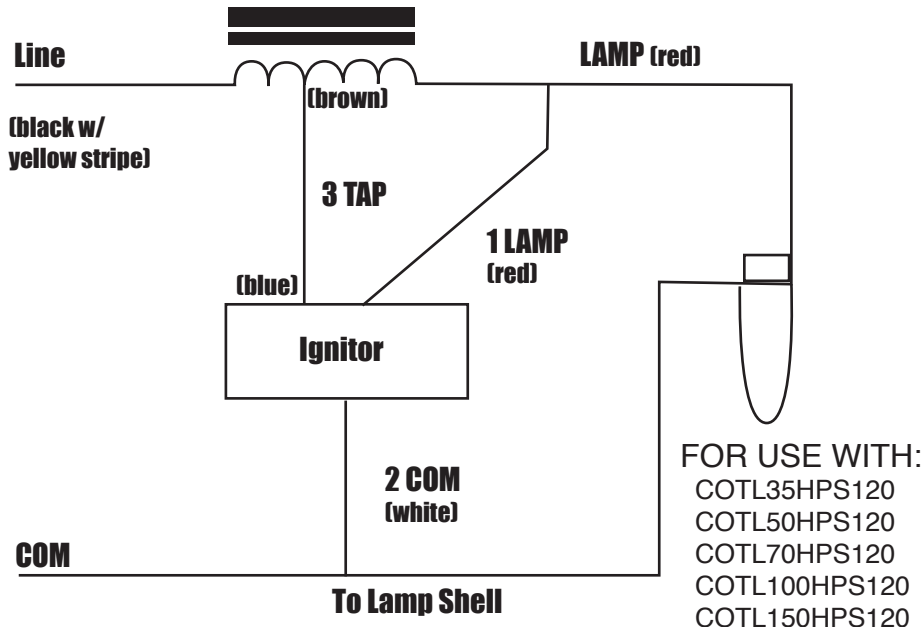 Line
LAMP (red)
(brown)
(black w/
yellow stripe)
3 TAP
1 LAMP
(red)
(blue)
Ignitor
2 COM
(white)
COM
To Lamp Shell
FOR USE WITH:
COTL35HPS120
COTL50HPS120
COTL70HPS120
COTL100HPS120
COTL150HPS120